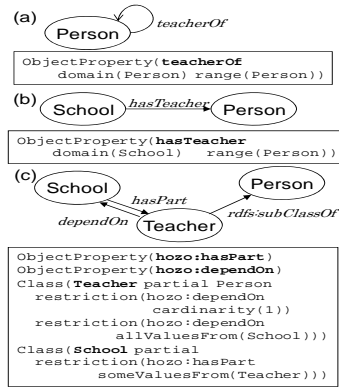 (a)
Person
teacherOf
ObjectProperty(teacherOf
domain(Person) range(Person))
(b)
School
hasTeacher
Person
ObjectProperty(hasTeacher
domain(School) range(Person))
(c)
School
hasPart
Person
dependOn
Teacher
rdfs:subClassOf
ObjectProperty(hozo:hasPart)
ObjectProperty(hozo:dependOn)
Class(Teacher partial Person
restriction(hozo:dependOn
cardinarity(1))
restriction(hozo:dependOn
allValuesFrom(School)))
Class(School partial
restriction(hozo:hasPart
someValuesFrom(Teacher)))